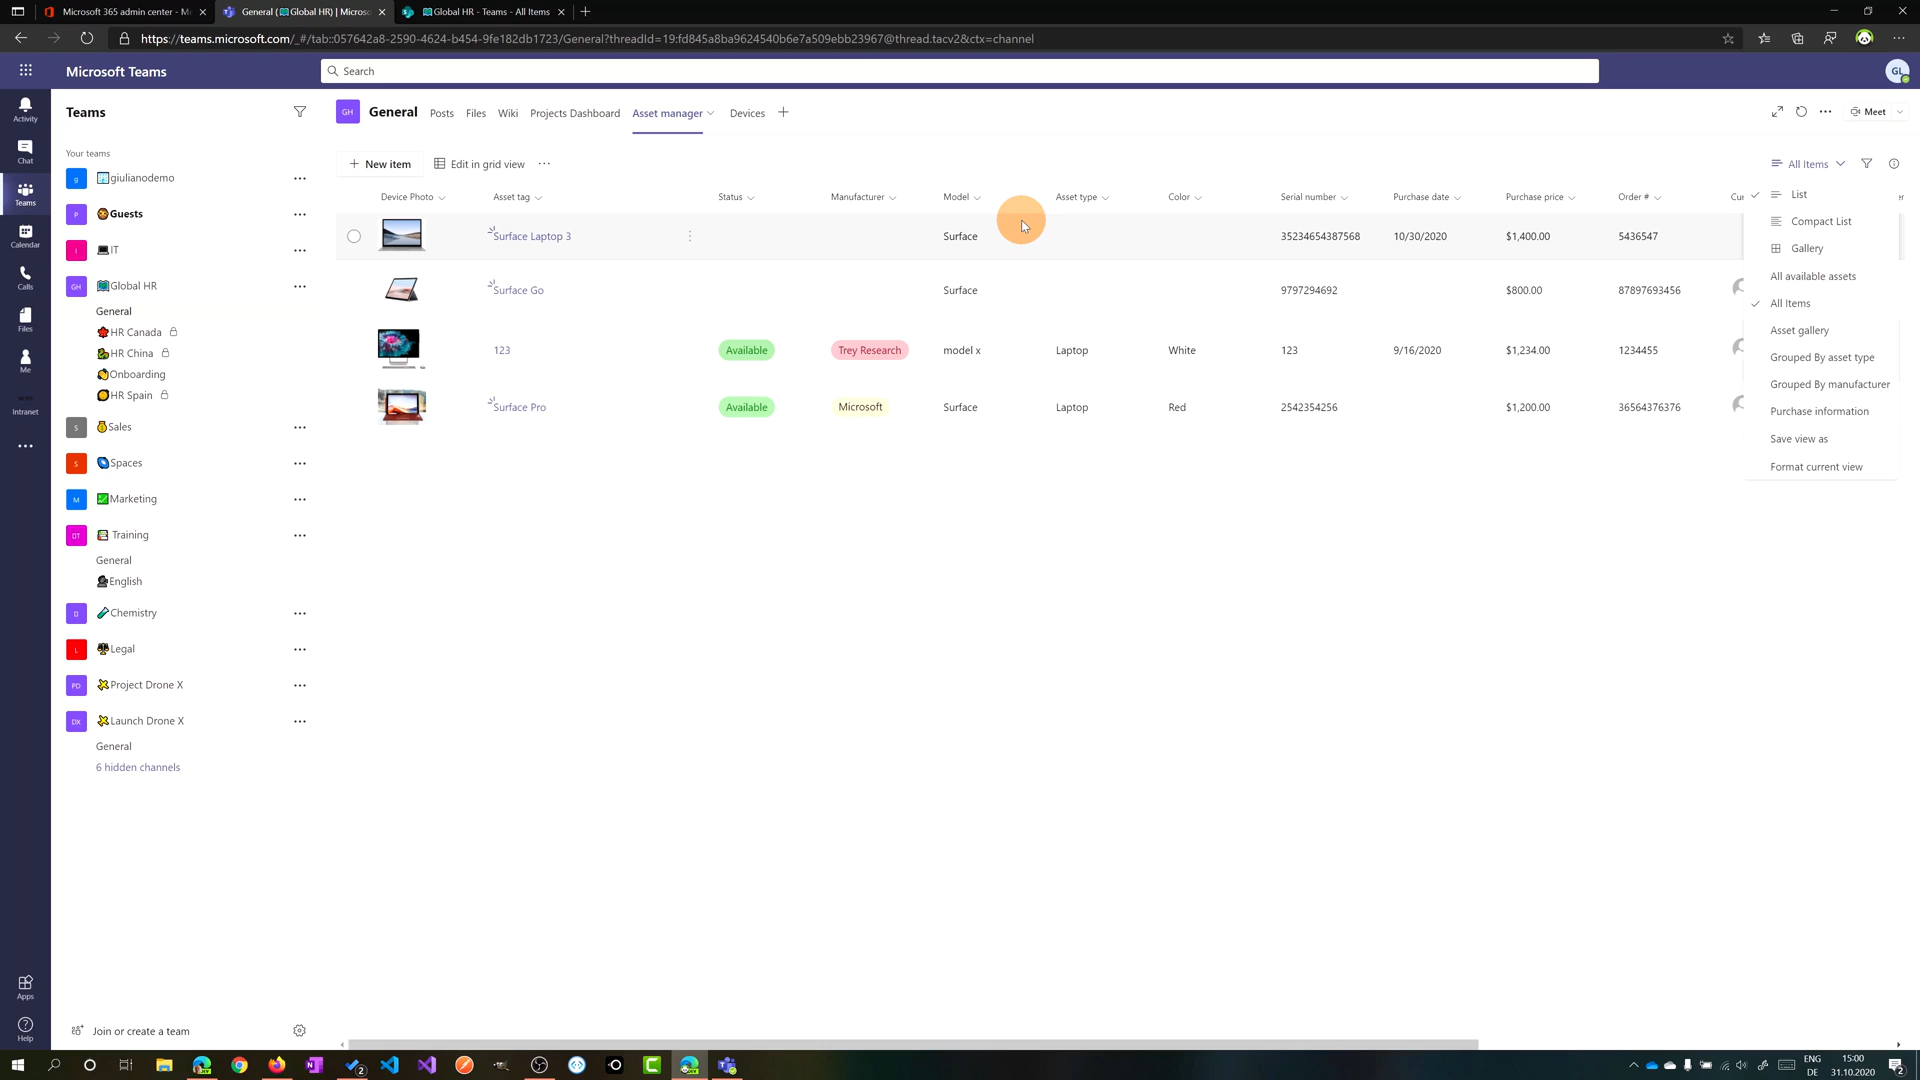 Microsoft 365 admin center - M
General (Global HR) | Microso
Global HR - Teams - All Items
https://teams.microsoft.com/_#/tab::057642a8-2590-4624-b454-9fe182db1723/General?threadId=19:fd845a8ba9624540b6e7a509ebb23967@thread.tacv2&ctx=channel
Microsoft Teams
Search
GL
Activity
Chat
Teams
Calendar
Calls
Files
Me
Intranet
Apps
Help
Teams
Your teams
g giulianodemo
P Guests
I IT
GH Global HR
General
HR Canada
HR China
Onboarding
HR Spain
S Sales
S Spaces
M Marketing
DT Training
General
English
Chemistry
L Legal
PD Project Drone X
DX Launch Drone X
General
6 hidden channels
Join or create a team
GH General Posts Files Wiki Projects Dashboard Asset manager Devices
Meet
New item Edit in grid view
All Items
Device Photo Asset tag Status Manufacturer Model Asset type Color Serial number Purchase date Purchase price Order # Cur
Surface Laptop 3 Surface 35234654387568 10/30/2020 $1,400.00 5436547
Surface Go Surface 9797294692 $800.00 87897693456
123 Available Trey Research model x Laptop White 123 9/16/2020 $1,234.00 1234455
Surface Pro Available Microsoft Surface Laptop Red 2542354256 $1,200.00 36564376376
List
Compact List
Gallery
All available assets
All Items
Asset gallery
Grouped By asset type
Grouped By manufacturer
Purchase information
Save view as
Format current view
2
ENG
DE
15:00
31.10.2020
2